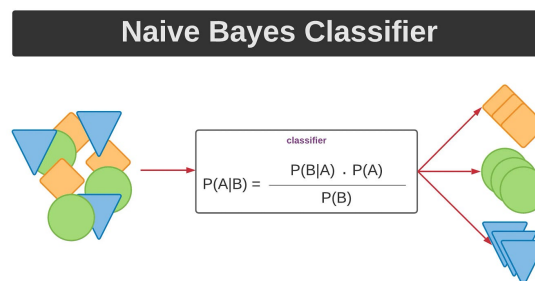 Naive Bayes Classifier
classifier
P(B|A) . P(A)
P(A|B) =
P(B)